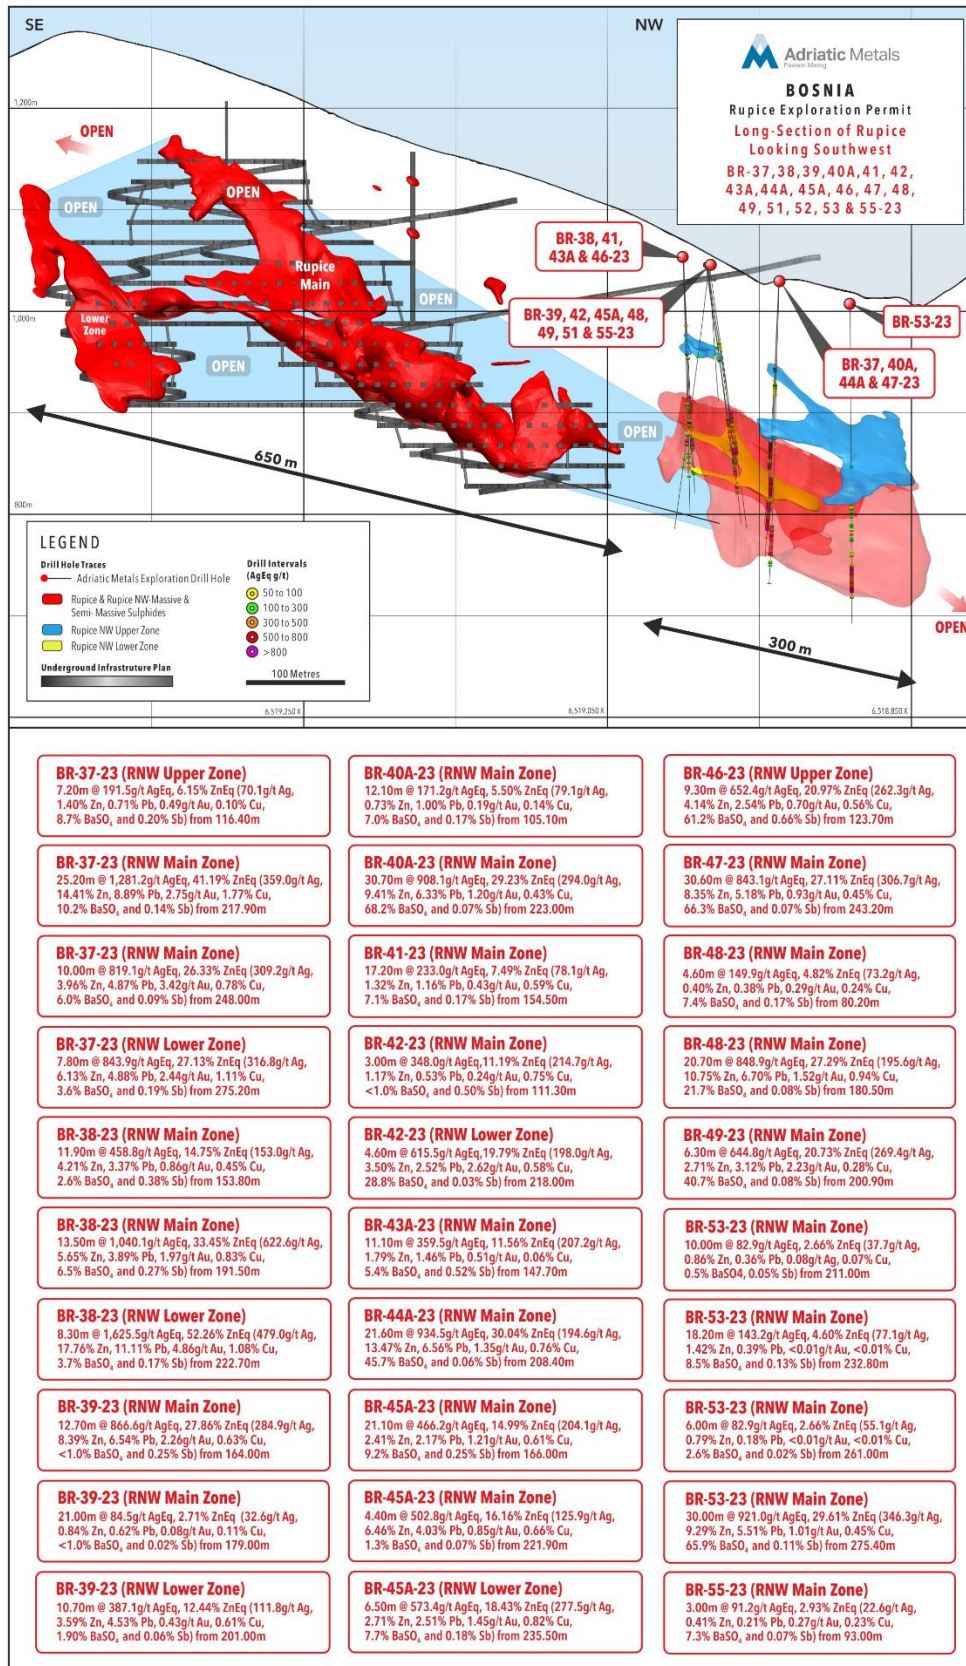 SE
NW
Adriatic Metals
BOSNIA
Rupice Exploration Permit
Long-Section of Rupice
Looking Southwest
BR-37,38,39,40A,41, 42,
43A,44A, 45A, 46, 47, 48,
49, 51, 52, 53 & 55-23
1,200m
OPEN
OPEN
OPEN
BR-38, 41,
43A & 46-23
Rupice
Main
OPEN
BR-39, 42, 45A, 48,
49, 51 & 55-23
BR-53-23
1,000m
Lower
Zone
OPEN
BR-37, 40A,
44A & 47-23
OPEN
650 m
800m
LEGEND
Drill Hole Traces
Adriatic Metals Exploration Drill Hole
Rupice & Rupice NW-Massive &
Semi- Massive Sulphides
Rupice NW Upper Zone
Rupice NW Lower Zone
Underground Infrastruture Plan
Drill Intervals
(AgEq g/t)
50 to 100
100 to 300
300 to 500
500 to 800
>800
100 Metres
OPEN
300 m
6,519,250 X
6,519,050 X
6,518,850 X
BR-37-23 (RNW Upper Zone)
7.20m @ 191.5g/t AgEq, 6.15% ZnEq (70.1g/t Ag,
1.40% Zn, 0.71% Pb, 0.49g/t Au, 0.10% Cu,
8.7% BaSO₄ and 0.20% Sb) from 116.40m
BR-37-23 (RNW Main Zone)
25.20m @ 1,281.2g/t AgEq, 41.19% ZnEq (359.0g/t Ag,
14.41% Zn, 8.89% Pb, 2.75g/t Au, 1.77% Cu,
10.2% BaSO₄ and 0.14% Sb) from 217.90m
BR-37-23 (RNW Main Zone)
10.00m @ 819.1g/t AgEq, 26.33% ZnEq (309.2g/t Ag,
3.96% Zn, 4.87% Pb, 3.42g/t Au, 0.78% Cu,
6.0% BaSO₄ and 0.09% Sb) from 248.00m
BR-37-23 (RNW Lower Zone)
7.80m @ 843.9g/t AgEq, 27.13% ZnEq (316.8g/t Ag,
6.13% Zn, 4.88% Pb, 2.44g/t Au, 1.11% Cu,
3.6% BaSO₄ and 0.19% Sb) from 275.20m
BR-38-23 (RNW Main Zone)
11.90m @ 458.8g/t AgEq, 14.75% ZnEq (153.0g/t Ag,
4.21% Zn, 3.37% Pb, 0.86g/t Au, 0.45% Cu,
2.6% BaSO₄ and 0.38% Sb) from 153.80m
BR-38-23 (RNW Main Zone)
13.50m @ 1,040.1g/t AgEq, 33.45% ZnEq (622.6g/t Ag,
5.65% Zn, 3.89% Pb, 1.97g/t Au, 0.83% Cu,
6.5% BaSO₄ and 0.27% Sb) from 191.50m
BR-38-23 (RNW Lower Zone)
8.30m @ 1,625.5g/t AgEq, 52.26% ZnEq (479.0g/t Ag,
17.76% Zn, 11.11% Pb, 4.86g/t Au, 1.08% Cu,
3.7% BaSO₄ and 0.17% Sb) from 222.70m
BR-39-23 (RNW Main Zone)
12.70m @ 866.6g/t AgEq, 27.86% ZnEq (284.9g/t Ag,
8.39% Zn, 6.54% Pb, 2.26g/t Au, 0.63% Cu,
<1.0% BaSO₄ and 0.25% Sb) from 164.00m
BR-39-23 (RNW Main Zone)
21.00m @ 84.5g/t AgEq, 2.71% ZnEq (32.6g/t Ag,
0.84% Zn, 0.62% Pb, 0.08g/t Au, 0.11% Cu,
<1.0% BaSO₄ and 0.02% Sb) from 179.00m
BR-39-23 (RNW Lower Zone)
10.70m @ 387.1g/t AgEq, 12.44% ZnEq (111.8g/t Ag,
3.59% Zn, 4.53% Pb, 0.43g/t Au, 0.61% Cu,
1.90% BaSO₄ and 0.06% Sb) from 201.00m
BR-40A-23 (RNW Main Zone)
12.10m @ 171.2g/t AgEq, 5.50% ZnEq (79.1g/t Ag,
0.73% Zn, 1.00% Pb, 0.19g/t Au, 0.14% Cu,
7.0% BaSO₄ and 0.17% Sb) from 105.10m
BR-40A-23 (RNW Main Zone)
30.70m @ 908.1g/t AgEq, 29.23% ZnEq (294.0g/t Ag,
9.41% Zn, 6.33% Pb, 1.20g/t Au, 0.43% Cu,
68.2% BaSO₄ and 0.07% Sb) from 223.00m
BR-41-23 (RNW Main Zone)
17.20m @ 233.0g/t AgEq, 7.49% ZnEq (78.1g/t Ag,
1.32% Zn, 1.16% Pb, 0.43g/t Au, 0.59% Cu,
7.1% BaSO₄ and 0.17% Sb) from 154.50m
BR-42-23 (RNW Main Zone)
3.00m @ 348.0g/t AgEq,11.19% ZnEq (214.7g/t Ag,
1.17% Zn, 0.53% Pb, 0.24g/t Au, 0.75% Cu,
<1.0% BaSO₄ and 0.50% Sb) from 111.30m
BR-42-23 (RNW Lower Zone)
4.60m @ 615.5g/t AgEq,19.79% ZnEq (198.0g/t Ag,
3.50% Zn, 2.52% Pb, 2.62g/t Au, 0.58% Cu,
28.8% BaSO₄ and 0.03% Sb) from 218.00m
BR-43A-23 (RNW Main Zone)
11.10m @ 359.5g/t AgEq, 11.56% ZnEq (207.2g/t Ag,
1.79% Zn, 1.46% Pb, 0.51g/t Au, 0.06% Cu,
5.4% BaSO₄ and 0.52% Sb) from 147.70m
BR-44A-23 (RNW Main Zone)
21.60m @ 934.5g/t AgEq, 30.04% ZnEq (194.6g/t Ag,
13.47% Zn, 6.56% Pb, 1.35g/t Au, 0.76% Cu,
45.7% BaSO₄ and 0.06% Sb) from 208.40m
BR-45A-23 (RNW Main Zone)
21.10m @ 466.2g/t AgEq, 14.99% ZnEq (204.1g/t Ag,
2.41% Zn, 2.17% Pb, 1.21g/t Au, 0.61% Cu,
9.2% BaSO₄ and 0.25% Sb) from 166.00m
BR-45A-23 (RNW Main Zone)
4.40m @ 502.8g/t AgEq, 16.16% ZnEq (125.9g/t Ag,
6.46% Zn, 4.03% Pb, 0.85g/t Au, 0.66% Cu,
1.3% BaSO₄ and 0.07% Sb) from 221.90m
BR-45A-23 (RNW Lower Zone)
6.50m @ 573.4g/t AgEq, 18.43% ZnEq (277.5g/t Ag,
2.71% Zn, 2.51% Pb, 1.45g/t Au, 0.82% Cu,
7.7% BaSO₄ and 0.18% Sb) from 235.50m
BR-46-23 (RNW Upper Zone)
9.30m @ 652.4g/t AgEq, 20.97% ZnEq (262.3g/t Ag,
4.14% Zn, 2.54% Pb, 0.70g/t Au, 0.56% Cu,
61.2% BaSO₄ and 0.66% Sb) from 123.70m
BR-47-23 (RNW Main Zone)
30.60m @ 843.1g/t AgEq, 27.11% ZnEq (306.7g/t Ag,
8.35% Zn, 5.18% Pb, 0.93g/t Au, 0.45% Cu,
66.3% BaSO₄ and 0.07% Sb) from 243.20m
BR-48-23 (RNW Main Zone)
4.60m @ 149.9g/t AgEq, 4.82% ZnEq (73.2g/t Ag,
0.40% Zn, 0.38% Pb, 0.29g/t Au, 0.24% Cu,
7.4% BaSO₄ and 0.17% Sb) from 80.20m
BR-48-23 (RNW Main Zone)
20.70m @ 848.9g/t AgEq, 27.29% ZnEq (195.6g/t Ag,
10.75% Zn, 6.70% Pb, 1.52g/t Au, 0.94% Cu,
21.7% BaSO₄ and 0.08% Sb) from 180.50m
BR-49-23 (RNW Main Zone)
6.30m @ 644.8g/t AgEq, 20.73% ZnEq (269.4g/t Ag,
2.71% Zn, 3.12% Pb, 2.23g/t Au, 0.28% Cu,
40.7% BaSO₄ and 0.08% Sb) from 200.90m
BR-53-23 (RNW Main Zone)
10.00m @ 82.9g/t AgEq, 2.66% ZnEq (37.7g/t Ag,
0.86% Zn, 0.36% Pb, 0.08g/t Ag, 0.07% Cu,
0.5% BaSO4, 0.05% Sb) from 211.00m
BR-53-23 (RNW Main Zone)
18.20m @ 143.2g/t AgEq, 4.60% ZnEq (77.1g/t Ag,
1.42% Zn, 0.39% Pb, <0.01g/t Au, <0.01% Cu,
8.5% BaSO₄ and 0.13% Sb) from 232.80m
BR-53-23 (RNW Main Zone)
6.00m @ 82.9g/t AgEq, 2.66% ZnEq (55.1g/t Ag,
0.79% Zn, 0.18% Pb, <0.01g/t Au, <0.01% Cu,
2.6% BaSO₄ and 0.02% Sb) from 261.00m
BR-53-23 (RNW Main Zone)
30.00m @ 921.0g/t AgEq, 29.61% ZnEq (346.3g/t Ag,
9.29% Zn, 5.51% Pb, 1.01g/t Au, 0.45% Cu,
65.9% BaSO₄ and 0.11% Sb) from 275.40m
BR-55-23 (RNW Main Zone)
3.00m @ 91.2g/t AgEq, 2.93% ZnEq (22.6g/t Ag,
0.41% Zn, 0.21% Pb, 0.27g/t Au, 0.23% Cu,
7.3% BaSO₄ and 0.07% Sb) from 93.00m